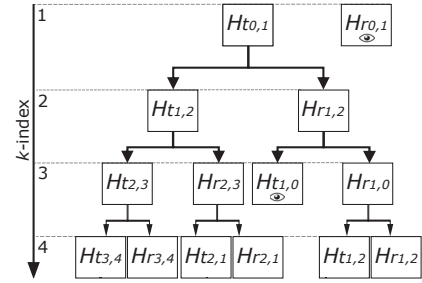 1 Ht0,1 Hr0,1
2 Ht1,2 Hr1,2
k-index
3 Ht2,3 Hr2,3 Ht1,0 Hr1,0
4 Ht3,4 Hr3,4 Ht2,1 Hr2,1 Ht1,2 Hr1,2